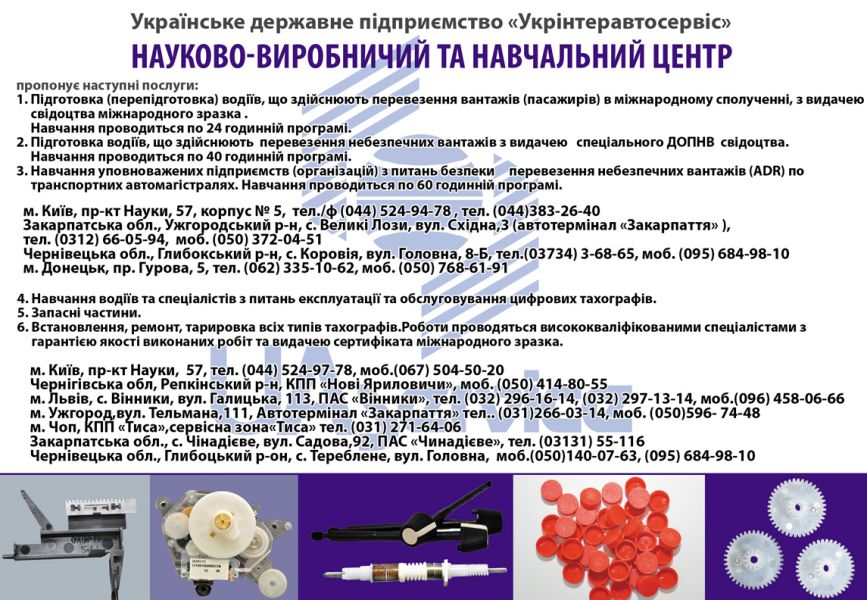 Українське державне підприємство «Укрінтеравтосервіс»
НАУКОВО-ВИРОБНИЧИЙ ТА НАВЧАЛЬНИЙ ЦЕНТР
пропонує наступні послуги:
1. Підготовка (перепідготовка) водіїв, що здійснюють перевезення вантажів (пасажирів) в міжнародному сполученні, з видачею
свідоцтва міжнародного зразка .
Навчання проводиться по 24 годинній програмі.
2. Підготовка водіїв, що здійснюють перевезення небезпечних вантажів з видачею спеціального ДОПНВ свідоцтва.
Навчання проводиться по 40 годинній програмі.
3. Навчання уповноважених підприємств (організацій) з питань безпеки перевезення небезпечних вантажів (ADR) по
транспортних автомагістралях. Навчання проводиться по 60 годинній програмі.
м. Київ, пр-кт Науки, 57, корпус № 5, тел./ф (044) 524-94-78 , тел. (044)383-26-40
Закарпатська обл., Ужгородський р-н, с. Великі Лози, вул. Східна,3 (автотермінал «Закарпаття» ),
тел. (0312) 66-05-94, моб. (050) 372-04-51
Чернівецька обл., Глибокський р-н, с. Коровія, вул. Головна, 8-Б, тел.(03734) 3-68-65, моб. (095) 684-98-10
м. Донецьк, пр. Гурова, 5, тел. (062) 335-10-62, моб. (050) 768-61-91
4. Навчання водіїв та спеціалістів з питань експлуатації та обслуговування цифрових тахографів.
5. Запасні частини.
6. Встановлення, ремонт, тарировка всіх типів тахографів.Роботи проводяться висококваліфікованими спеціалістами з
гарантією якості виконаних робіт та видачею сертифіката міжнародного зразка.
м. Київ, пр-кт Науки, 57, тел. (044) 524-97-78, моб.(067) 504-50-20
Чернігівська обл, Репкінський р-н, КПП «Нові Яриловичи», моб. (050) 414-80-55
м. Львів, с. Вінники, вул. Галицька, 113, ПАС «Вінники», тел. (032) 296-16-14, (032) 297-13-14, моб.(096) 458-06-66
м. Ужгород,вул. Тельмана,111, Автотермінал «Закарпаття» тел.. (031)266-03-14, моб. (050)596- 74-48
м. Чоп, КПП «Тиса»,сервісна зона«Тиса» тел. (031) 271-64-06
Закарпатська обл., с. Чінадієве, вул. Садова,92, ПАС «Чинадієве», тел. (03131) 55-116
Чернівецька обл., Глибоцький р-он, с. Тереблене, вул. Головна, моб.(050)140-07-63, (095) 684-98-10